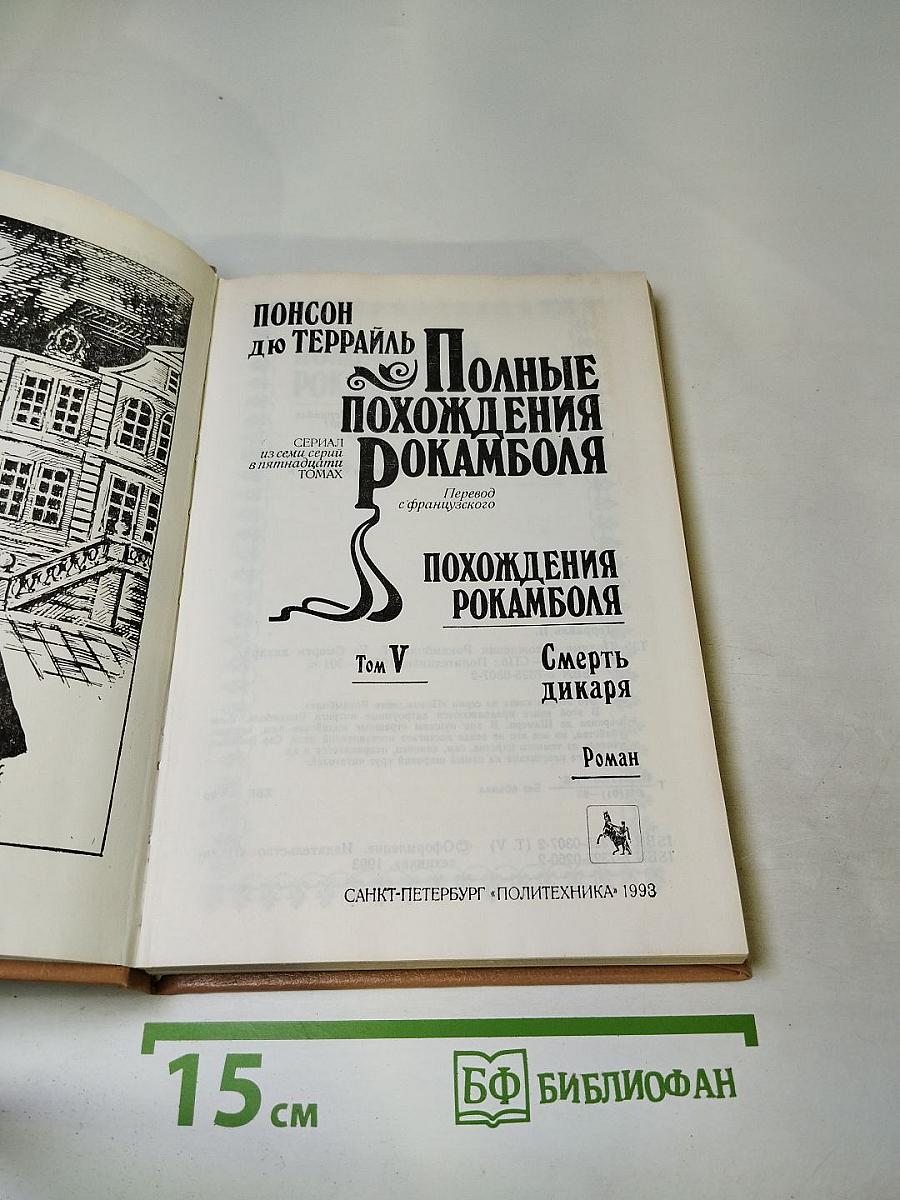 ПОНСОН
дю ТЕРРАЙЛЬ
ПОЛНЫЕ
ПОХОЖДЕНИЯ
РОКАМБОЛЯ
СЕРИАЛ
из семи серий
в пятнадцати
ТОМАХ
Перевод
с французского
ПОХОЖДЕНИЯ
РОКАМБОЛЯ
Том V
Смерть
дикаря
Роман
САНКТ-ПЕТЕРБУРГ «ПОЛИТЕХНИКА» 1993
15 см
БФ БИБЛИОФАН